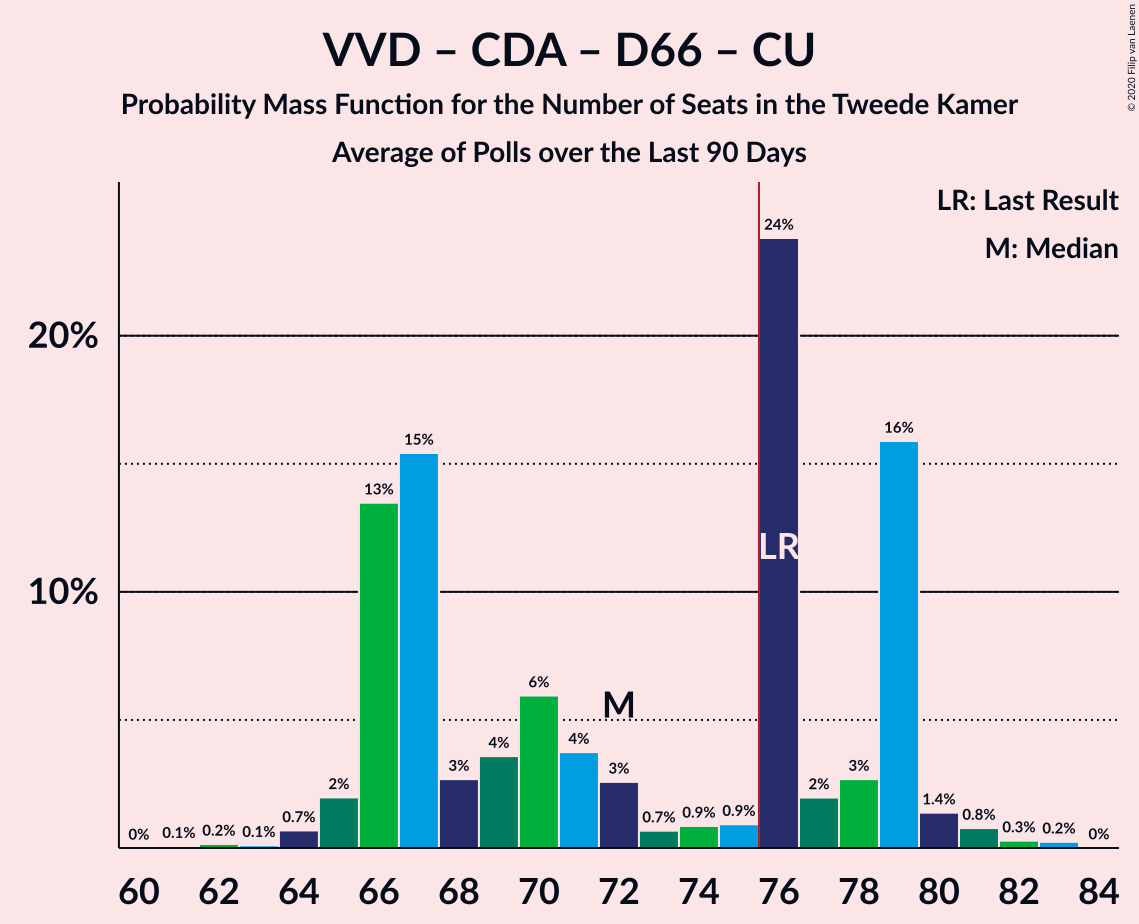 VVD – CDA – D66 – CU
Probability Mass Function for the Number of Seats in the Tweede Kamer
Average of Polls over the Last 90 Days
© 2020 Filip van Laenen
LR: Last Result
M: Median
20%
10%
0% 0.1% 0.2% 0.1% 0.7% 2% 13% 15% 3% 4% 6% 4% 3% 0.7% 0.9% 0.9% 24% 2% 3% 16% 1.4% 0.8% 0.3% 0.2% 0%
M
LR
60 62 64 66 68 70 72 74 76 78 80 82 84